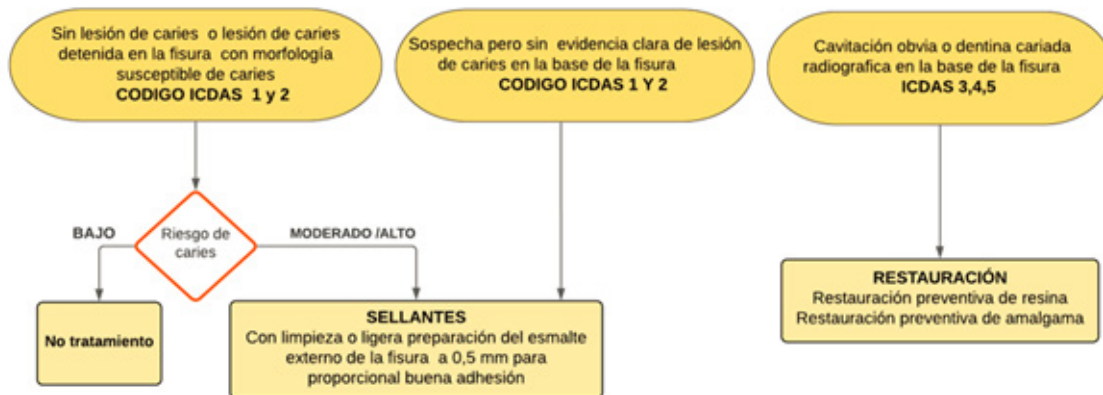 Sin lesión de caries o lesión de caries
detenida en la fisura con morfología
susceptible de caries
CODIGO ICDAS 1 y 2
Sospecha pero sin evidencia clara de lesión
de caries en la base de la fisura
CODIGO ICDAS 1 Y 2
Cavitación obvia o dentina cariada
radiografica en la base de la fisura
ICDAS 3,4,5
BAJO
Riesgo de
caries
MODERADO /ALTO
No tratamiento
SELLANTES
Con limpieza o ligera preparación del esmalte
externo de la fisura a 0,5 mm para
proporcional buena adhesión
RESTAURACIÓN
Restauración preventiva de resina
Restauración preventiva de amalgama